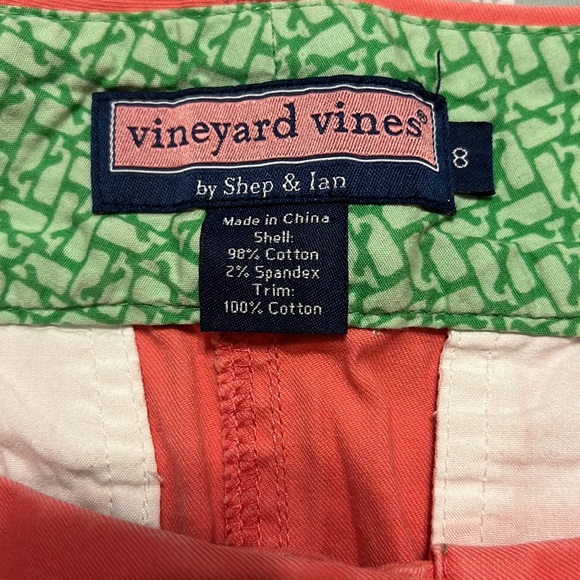 vineyard vines®
by Shep & Ian
8
Made in China
Shell:
98% Cotton
2% Spandex
Trim:
100% Cotton